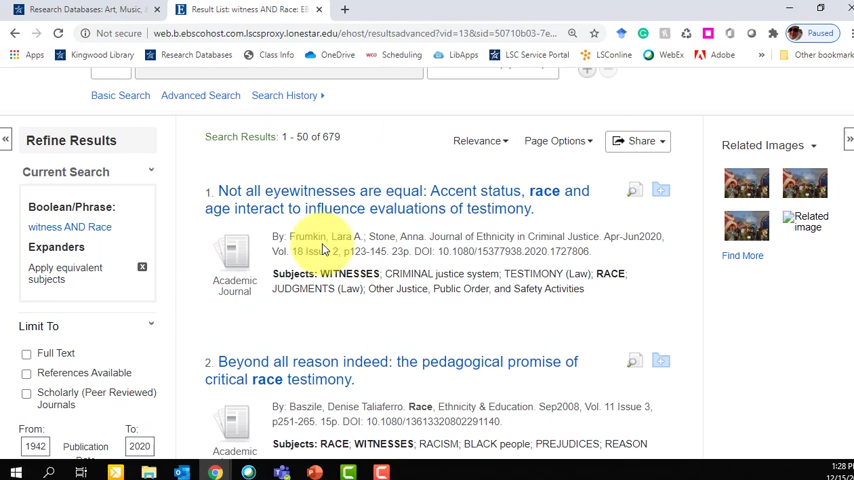 Research Databases: Art, Music, 
Result List: witness AND Race: E
Not secure
web.b.ebscohost.com.lscsproxy.lonestar.edu/ehost/resultsadvanced?vid=13&sid=50710b03-7e...
Paused
Apps
Kingwood Library
Research Databases
Class Info
OneDrive
Scheduling
LibApps
LSC Service Portal
LSConline
WebEx
Adobe
Other bookmark
Basic Search
Advanced Search
Search History
Refine Results
Current Search
Boolean/Phrase:
witness AND Race
Expanders
Apply equivalent
subjects
Limit To
Full Text
References Available
Scholarly (Peer Reviewed)
Journals
From:
To:
1942
Publication
2020
Search Results: 1 - 50 of 679
Relevance
Page Options
Share
1. Not all eyewitnesses are equal: Accent status, race and
age interact to influence evaluations of testimony.
By: Frumkin, Lara A.; Stone, Anna. Journal of Ethnicity in Criminal Justice. Apr-Jun2020,
Vol. 18 Issue 2, p123-145. 23p. DOI: 10.1080/15377938.2020.1727806.
Academic
Journal
Subjects: WITNESSES; CRIMINAL justice system; TESTIMONY (Law); RACE;
JUDGMENTS (Law); Other Justice, Public Order, and Safety Activities
2. Beyond all reason indeed: the pedagogical promise of
critical race testimony.
By: Baszile, Denise Taliaferro. Race, Ethnicity & Education. Sep2008, Vol. 11 Issue 3,
p251-265. 15p. DOI: 10.1080/13613320802291140.
Academic
Subjects: RACE; WITNESSES; RACISM; BLACK people; PREJUDICES; REASON
Related Images
Related
image
Find More
1:28 PM
12/15/20